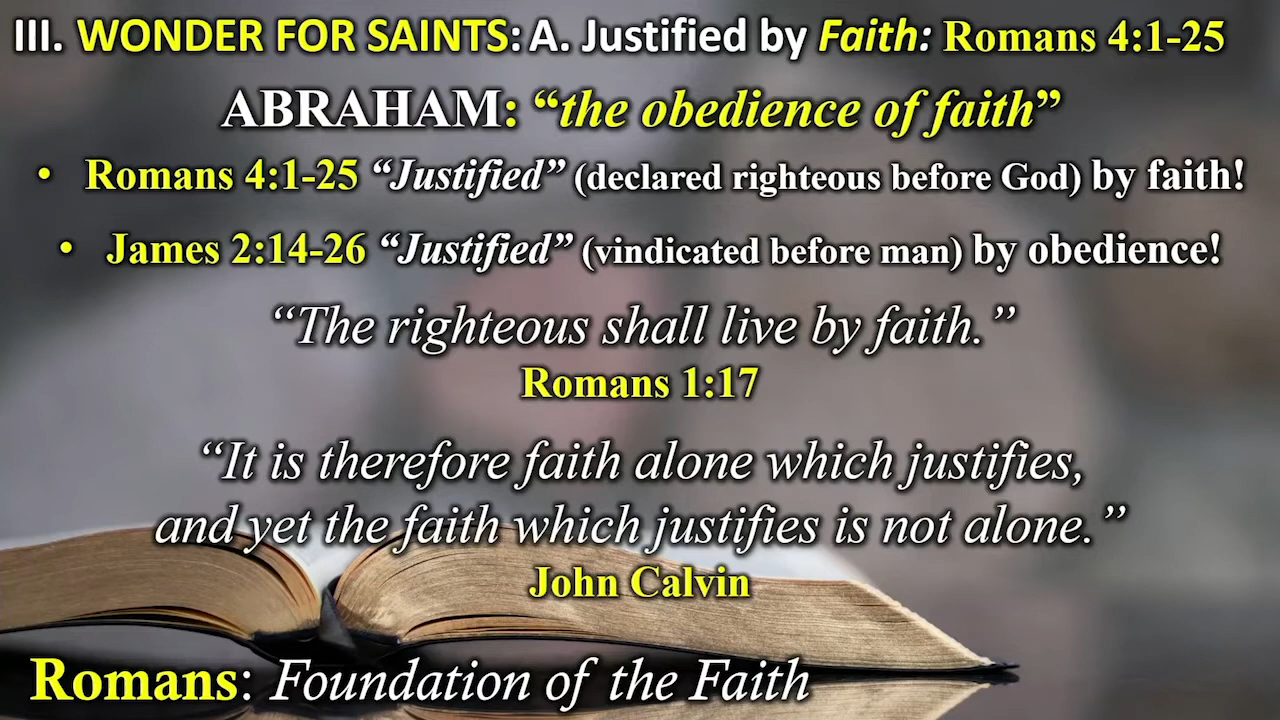 III. WONDER FOR SAINTS: A. Justified by Faith: Romans 4:1-25
ABRAHAM: “the obedience of faith”
• Romans 4:1-25 “Justified” (declared righteous before God) by faith!
• James 2:14-26 “Justified” (vindicated before man) by obedience!
“The righteous shall live by faith.”
Romans 1:17
“It is therefore faith alone which justifies,
and yet the faith which justifies is not alone.”
John Calvin
Romans: Foundation of the Faith